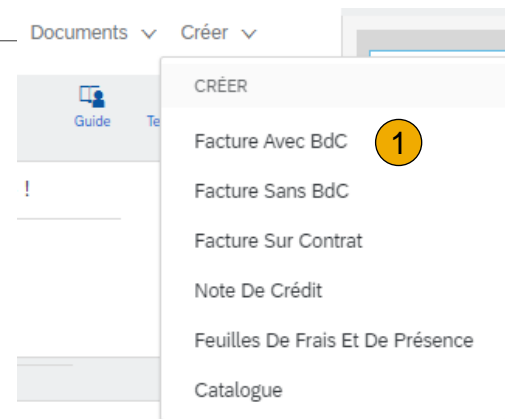 Documents Créer
CRÉER
Guide Te
Facture Avec BdC 1
!
Facture Sans BdC
Facture Sur Contrat
Note De Crédit
Feuilles De Frais Et De Présence
Catalogue